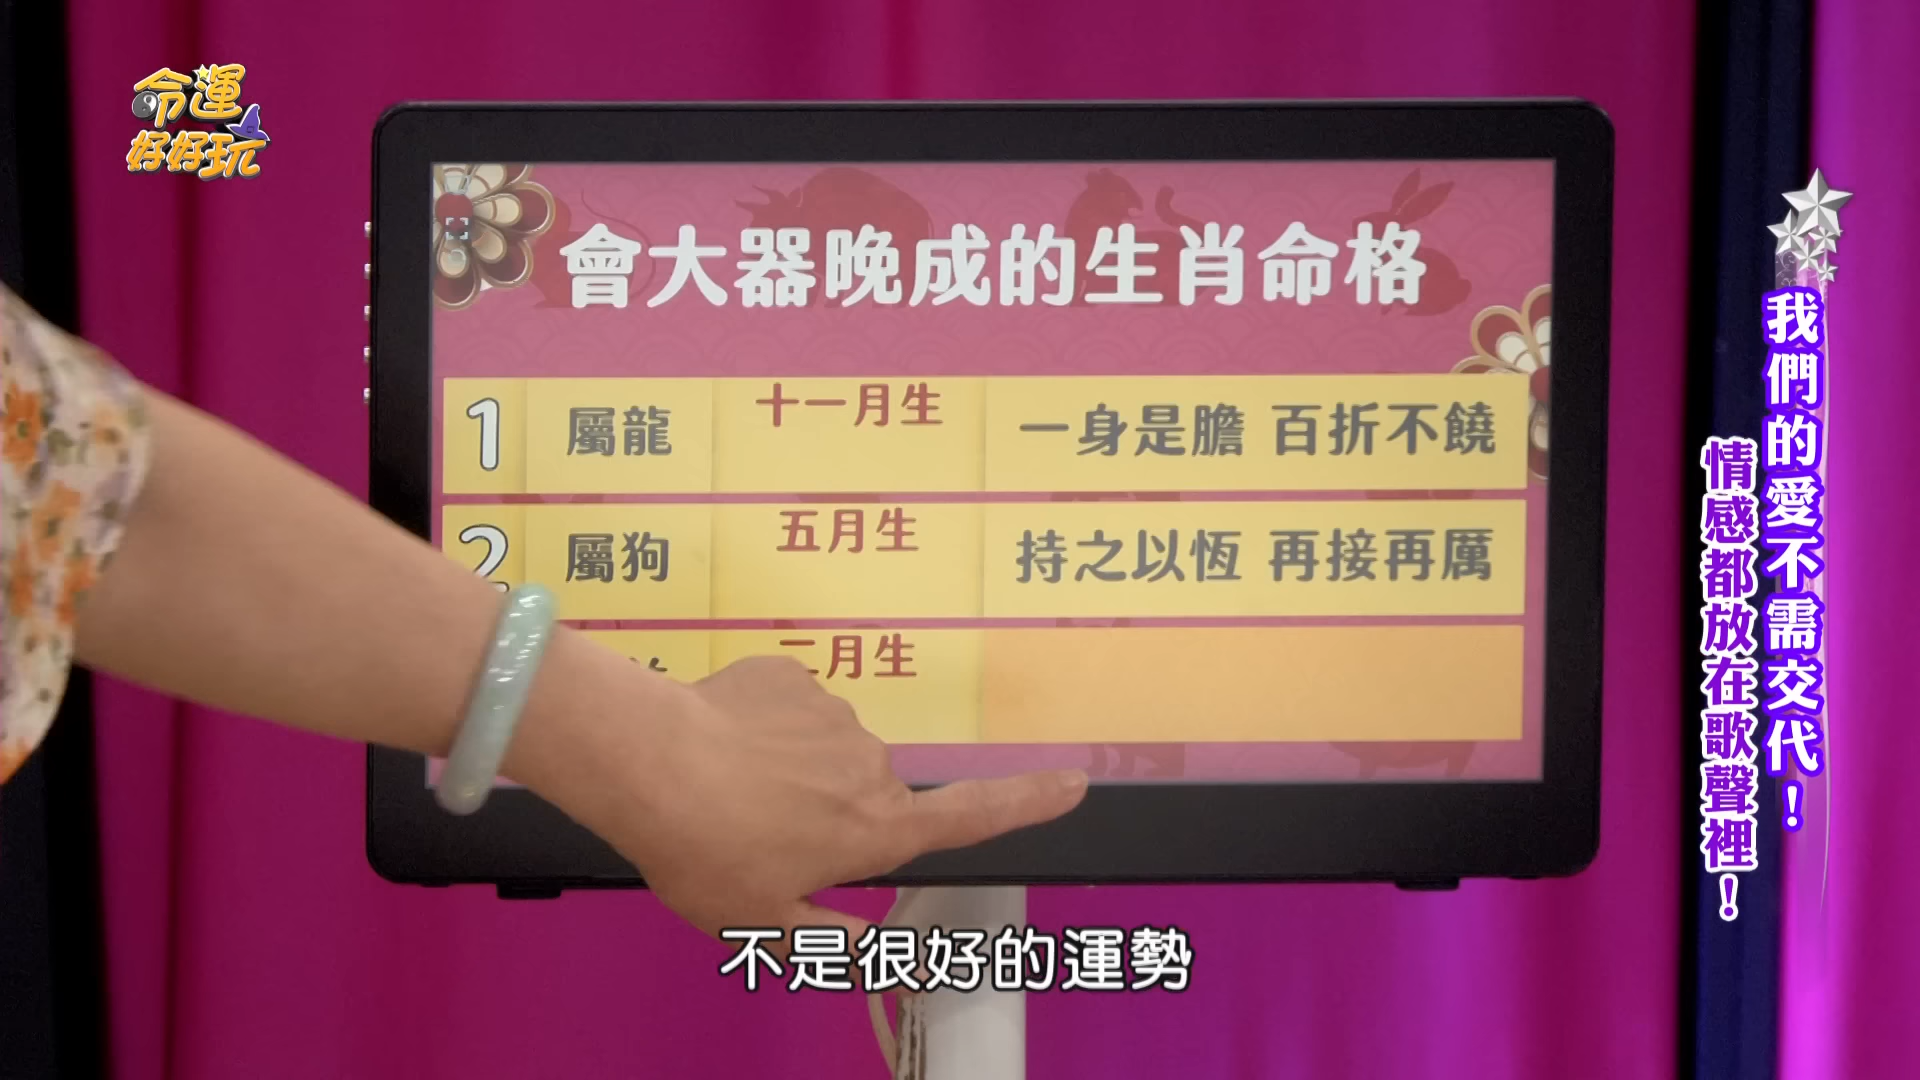 命運
好好玩
會大器晚成的生肖命格
1 屬龍 十一月生 一身是膽 百折不饒
2 屬狗 五月生 持之以恆 再接再厲
二月生
我們的愛不需交代！
情感都放在歌聲裡！
不是很好的運勢